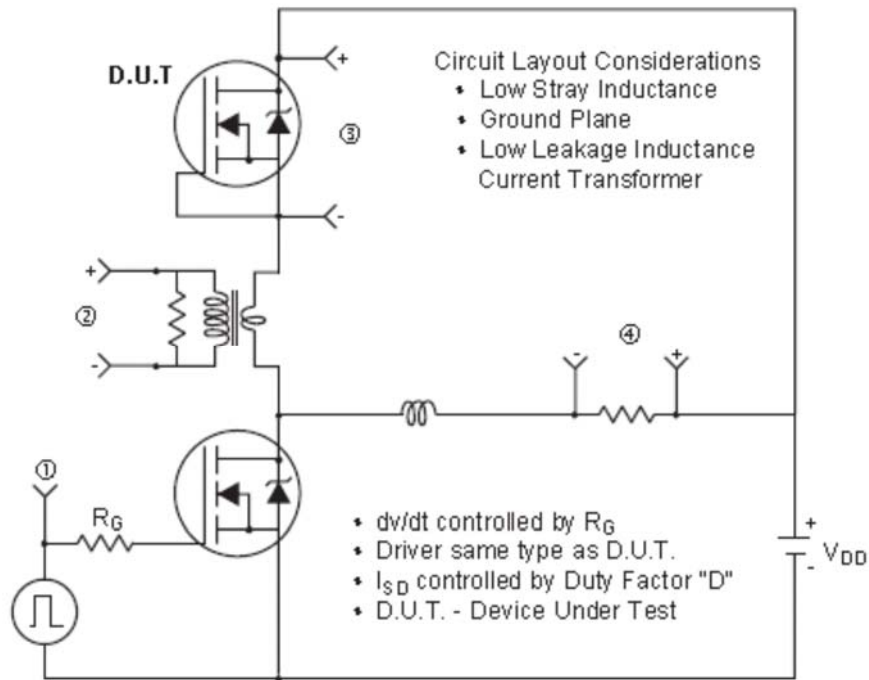 D.U.T
+
③
-
Circuit Layout Considerations
• Low Stray Inductance
• Ground Plane
• Low Leakage Inductance
Current Transformer
+
②
-
④
- +
①
R_G
• dv/dt controlled by R_G
• Driver same type as D.U.T.
• I_SD controlled by Duty Factor "D"
• D.U.T. - Device Under Test
+
V_DD
-